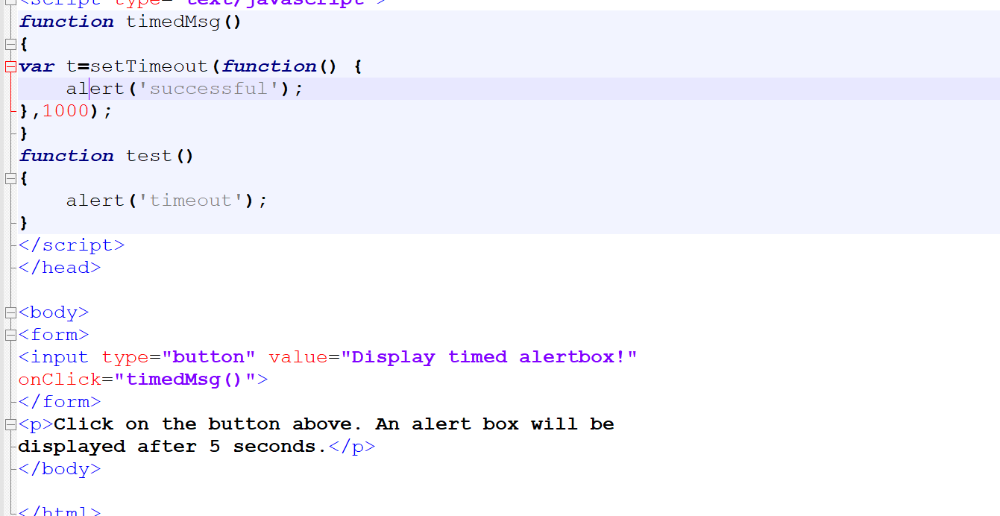 <script type="text/javascript">
function timedMsg()
{
var t=setTimeout(function() {
    alert('successful');
},1000);
}
function test()
{
    alert('timeout');
}
</script>
</head>
<body>
<form>
<input type="button" value="Display timed alertbox!"
onClick="timedMsg()">
</form>
<p>Click on the button above. An alert box will be
displayed after 5 seconds.</p>
</body>
</html>